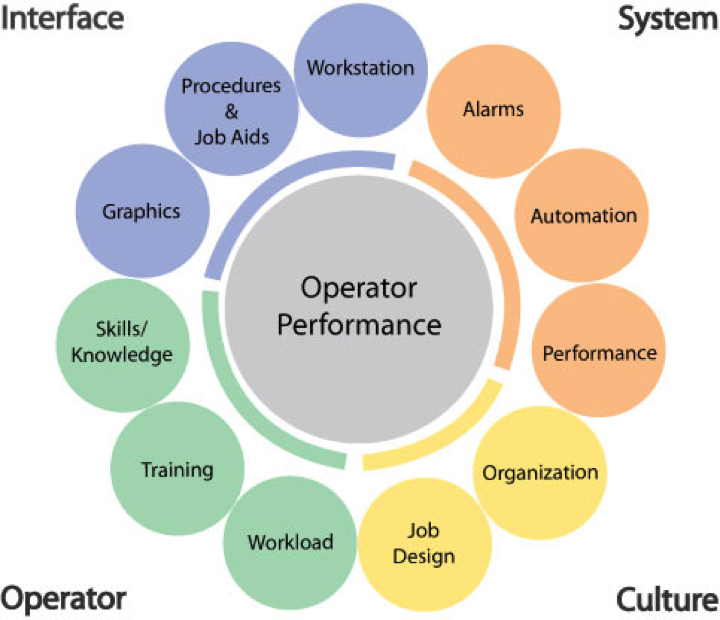 Interface
System
Workstation
Procedures
&
Job Aids
Alarms
Graphics
Automation
Operator
Performance
Skills/
Knowledge
Performance
Training
Organization
Workload
Job
Design
Operator
Culture